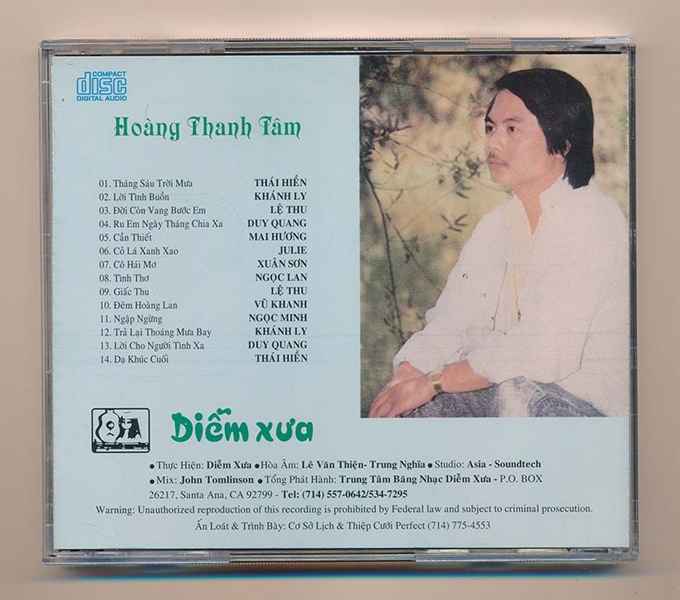 COMPACT
disc
DIGITAL AUDIO
Hoàng Thanh Tâm
01. Tháng Sáu Trời Mưa THÁI HIỀN
02. Lời Tình Buồn KHÁNH LY
03. Đời Còn Vang Bước Em LỆ THU
04. Ru Em Ngày Tháng Chia Xa DUY QUANG
05. Cần Thiết MAI HƯƠNG
06. Cỏ Lá Xanh Xao JULIE
07. Cô Hái Mơ XUÂN SƠN
08. Tình Thơ NGỌC LAN
09. Giấc Thu LỆ THU
10. Đêm Hoàng Lan VŨ KHANH
11. Ngập Ngừng NGỌC MINH
12. Trả Lại Thoáng Mưa Bay KHÁNH LY
13. Lời Cho Người Tình Xa DUY QUANG
14. Dạ Khúc Cuối THÁI HIỀN
Diễm xưa
● Thực Hiện: Diễm Xưa ● Hòa Âm: Lê Văn Thiện- Trung Nghĩa ● Studio: Asia - Soundtech
● Mix: John Tomlinson ● Tổng Phát Hành: Trung Tâm Băng Nhạc Diễm Xưa - P.O. BOX
26217, Santa Ana, CA 92799 - Tel: (714) 557-0642/534-7295
Warning: Unauthorized reproduction of this recording is prohibited by Federal law and subject to criminal prosecution.
Ấn Loát & Trình Bày: Cơ Sở Lịch & Thiệp Cưới Perfect (714) 775-4553